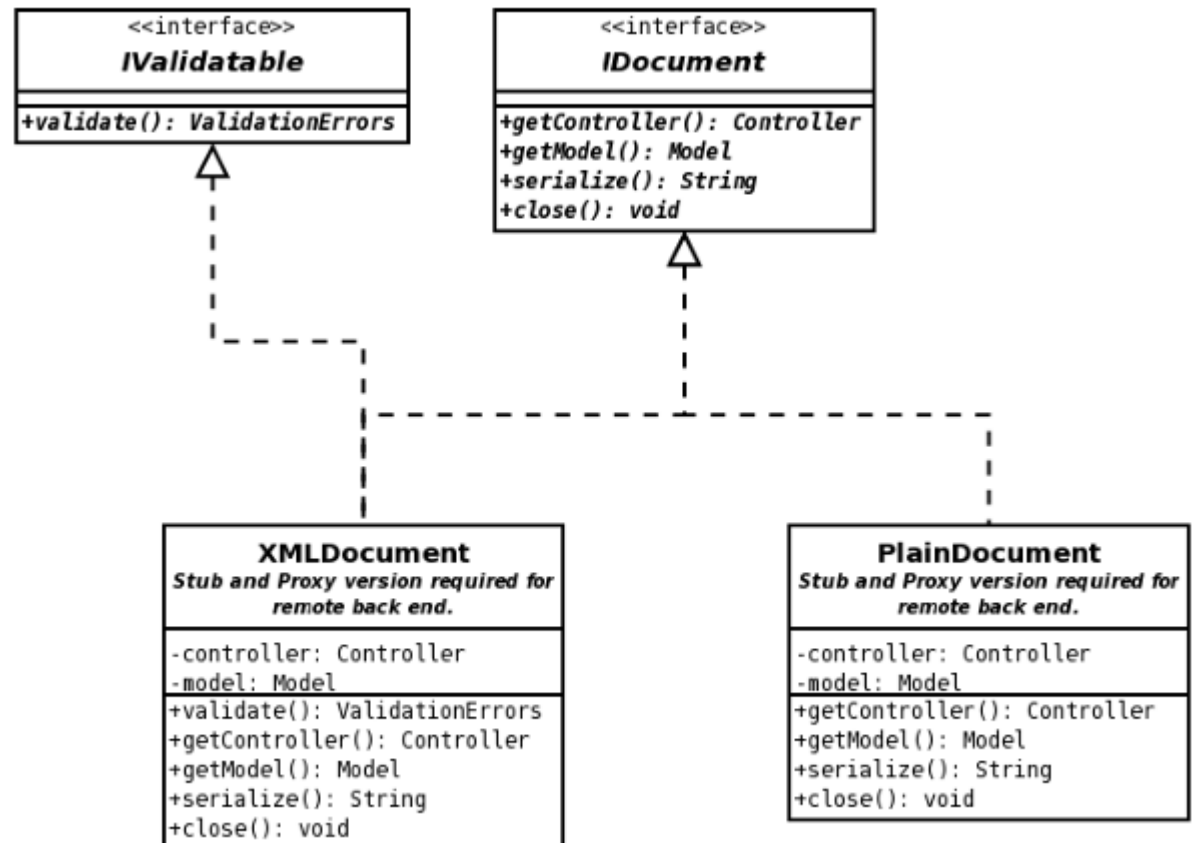 <<interface>>
IValidatable
+validate(): ValidationErrors
<<interface>>
IDocument
+getController(): Controller
+getModel(): Model
+serialize(): String
+close(): void
XMLDocument
Stub and Proxy version required for
remote back end.
-controller: Controller
-model: Model
+validate(): ValidationErrors
+getController(): Controller
+getModel(): Model
+serialize(): String
+close(): void
PlainDocument
Stub and Proxy version required for
remote back end.
-controller: Controller
-model: Model
+getController(): Controller
+getModel(): Model
+serialize(): String
+close(): void